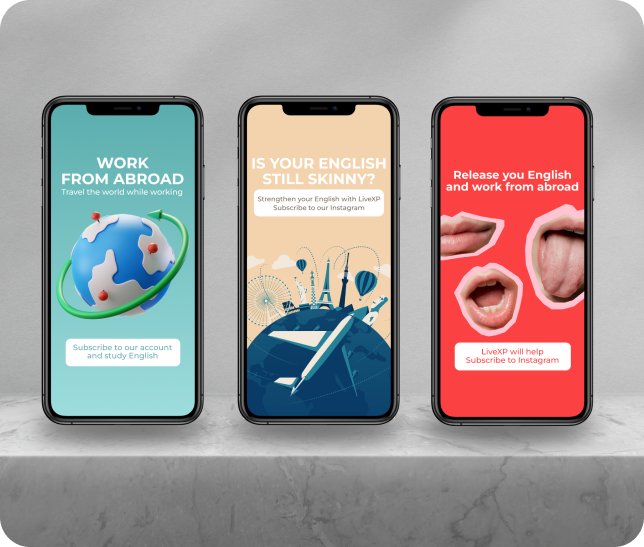 WORK
FROM ABROAD
Travel the world while working
Subscribe to our account
and study English
IS YOUR ENGLISH
STILL SKINNY?
Strengthen your English with LiveXP
Subscribe to our Instagram
Release you English
and work from abroad
LiveXP will help
Subscribe to Instagram